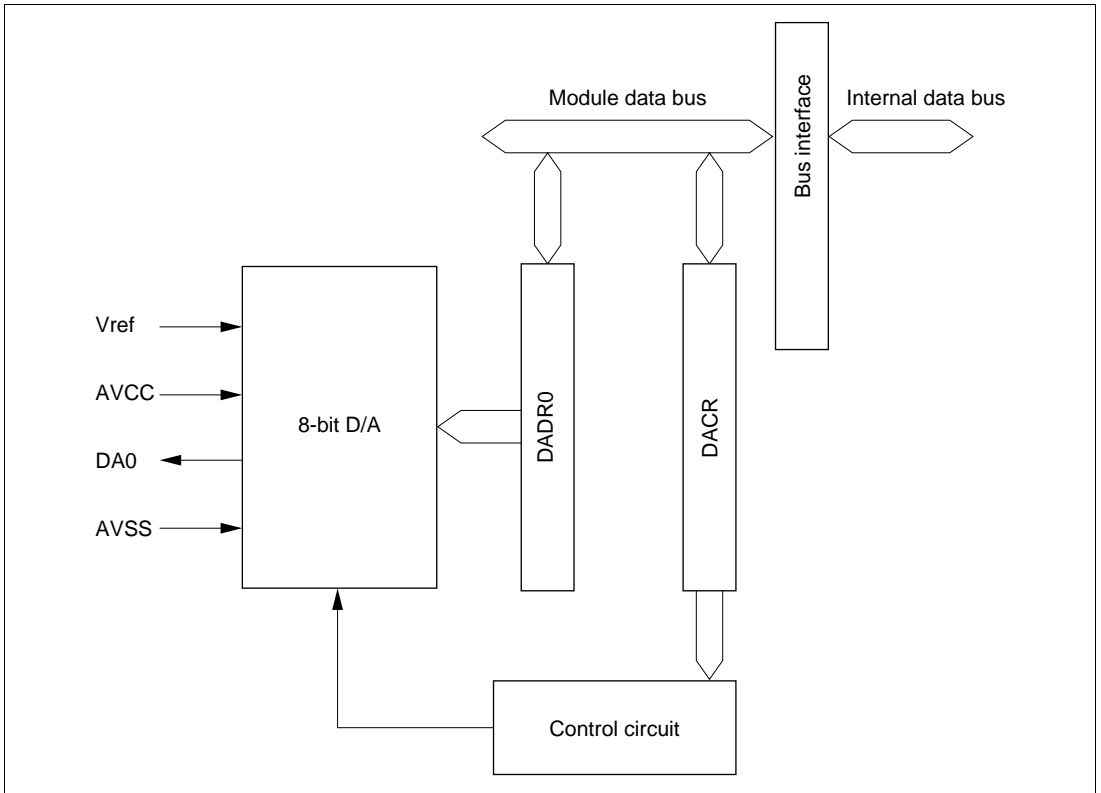 Module data bus
Internal data bus
Bus interface
Vref
AVCC
DA0
AVSS
8-bit D/A
DADR0
DACR
Control circuit